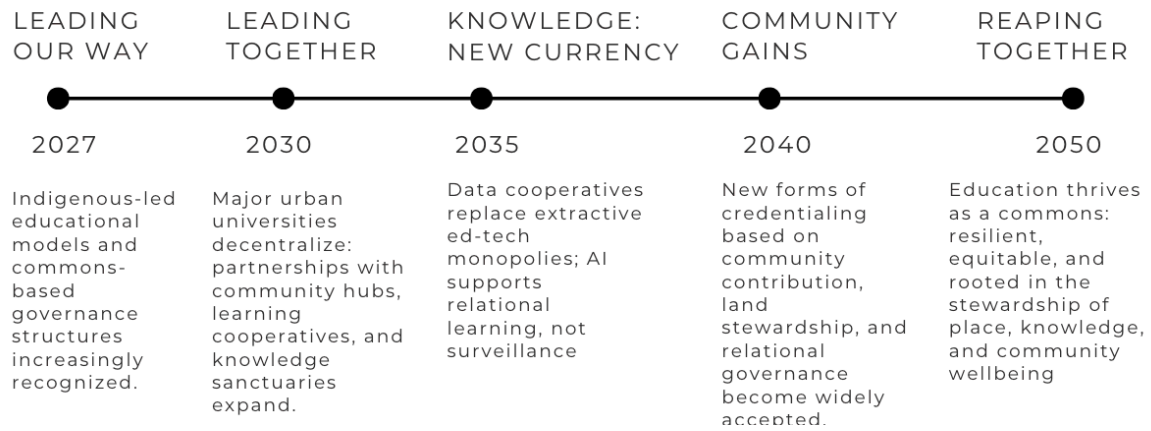 LEADING
OUR WAY
2027
Indigenous-led
educational
models and
commons-
based
governance
structures
increasingly
recognized.
LEADING
TOGETHER
2030
Major urban
universities
decentralize:
partnerships with
community hubs,
learning
cooperatives, and
knowledge
sanctuaries
expand.
KNOWLEDGE:
NEW CURRENCY
2035
Data cooperatives
replace extractive
ed-tech
monopolies; AI
supports
relational
learning, not
surveillance
COMMUNITY
GAINS
2040
New forms of
credentialing
based on
community
contribution,
land
stewardship, and
relational
governance
become widely
accepted.
REAPING
TOGETHER
2050
Education thrives
as a commons:
resilient,
equitable, and
rooted in the
stewardship of
place, knowledge,
and community
wellbeing